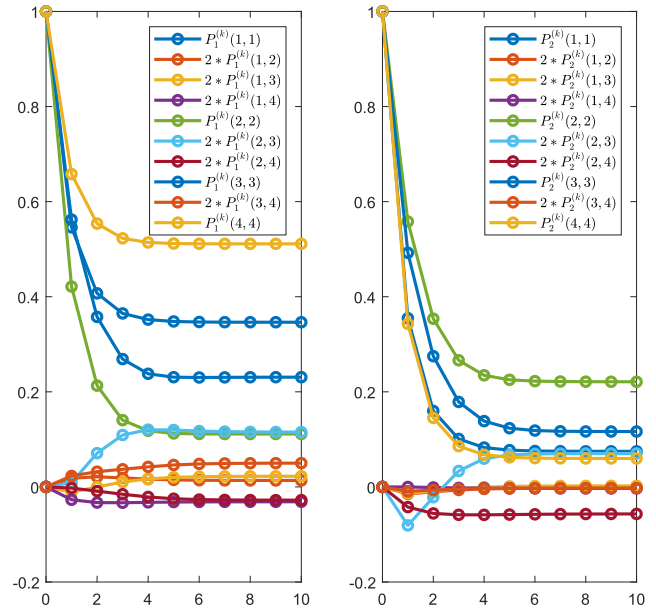 1
0.8
0.6
0.4
0.2
0
-0.2
0 2 4 6 8 10
P_1^{(k)}(1,1)
2 * P_1^{(k)}(1,2)
2 * P_1^{(k)}(1,3)
2 * P_1^{(k)}(1,4)
P_1^{(k)}(2,2)
2 * P_1^{(k)}(2,3)
2 * P_1^{(k)}(2,4)
P_1^{(k)}(3,3)
2 * P_1^{(k)}(3,4)
P_1^{(k)}(4,4)
1
0.8
0.6
0.4
0.2
0
-0.2
0 2 4 6 8 10
P_2^{(k)}(1,1)
2 * P_2^{(k)}(1,2)
2 * P_2^{(k)}(1,3)
2 * P_2^{(k)}(1,4)
P_2^{(k)}(2,2)
2 * P_2^{(k)}(2,3)
2 * P_2^{(k)}(2,4)
P_2^{(k)}(3,3)
2 * P_2^{(k)}(3,4)
P_2^{(k)}(4,4)